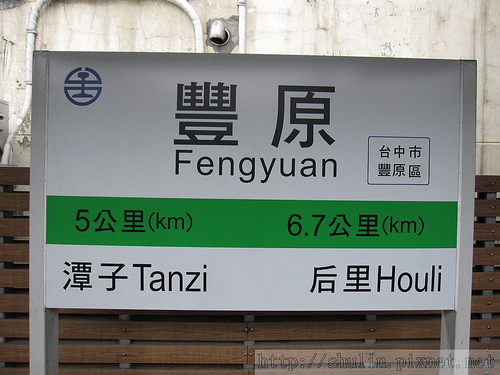 豐原
Fengyuan
台中市
豐原區
5公里(km) 6.7公里(km)
潭子Tanzi 后里Houli
http://shulin.pixnet.net